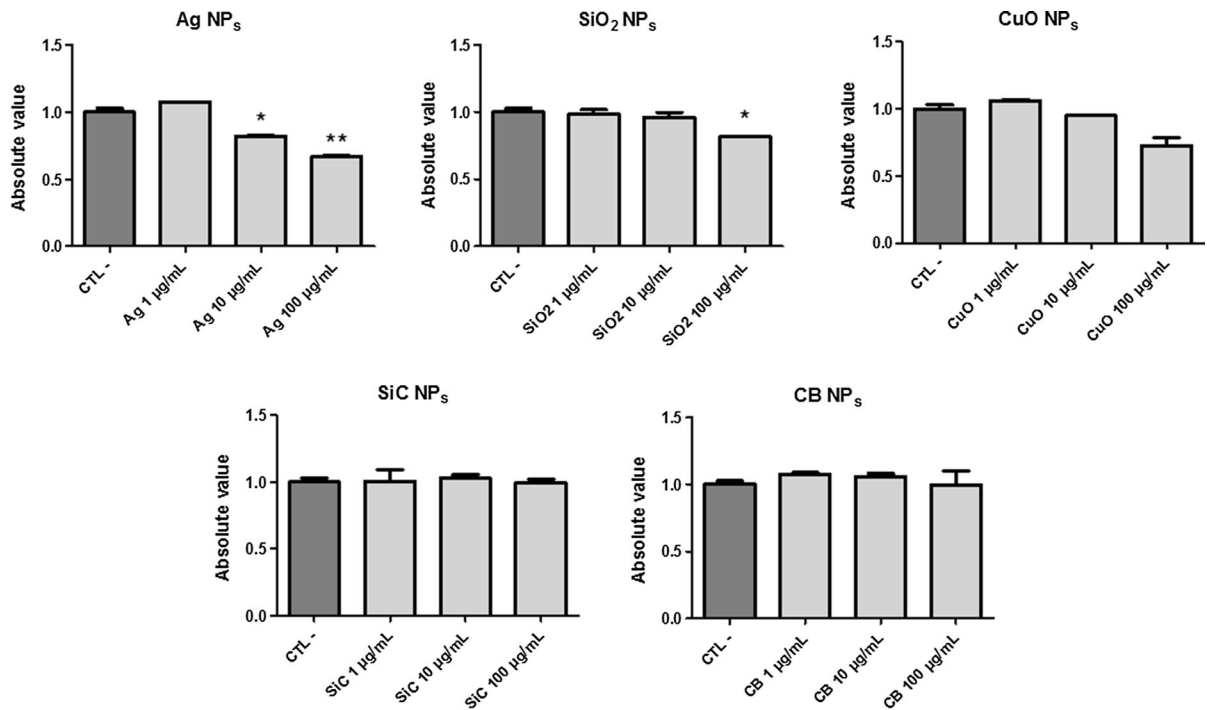 Ag NPs
1.5
1.0
0.5
0.0
Absolute value
*
**
CTL -
Ag 1 µg/mL
Ag 10 µg/mL
Ag 100 µg/mL
SiO₂ NPs
1.5
1.0
0.5
0.0
Absolute value
*
CTL -
SiO2 1 µg/mL
SiO2 10 µg/mL
SiO2 100 µg/mL
CuO NPs
1.5
1.0
0.5
0.0
Absolute value
CTL -
CuO 1 µg/mL
CuO 10 µg/mL
CuO 100 µg/mL
SiC NPs
1.5
1.0
0.5
0.0
Absolute value
CTL -
SiC 1 µg/mL
SiC 10 µg/mL
SiC 100 µg/mL
CB NPs
1.5
1.0
0.5
0.0
Absolute value
CTL -
CB 1 µg/mL
CB 10 µg/mL
CB 100 µg/mL